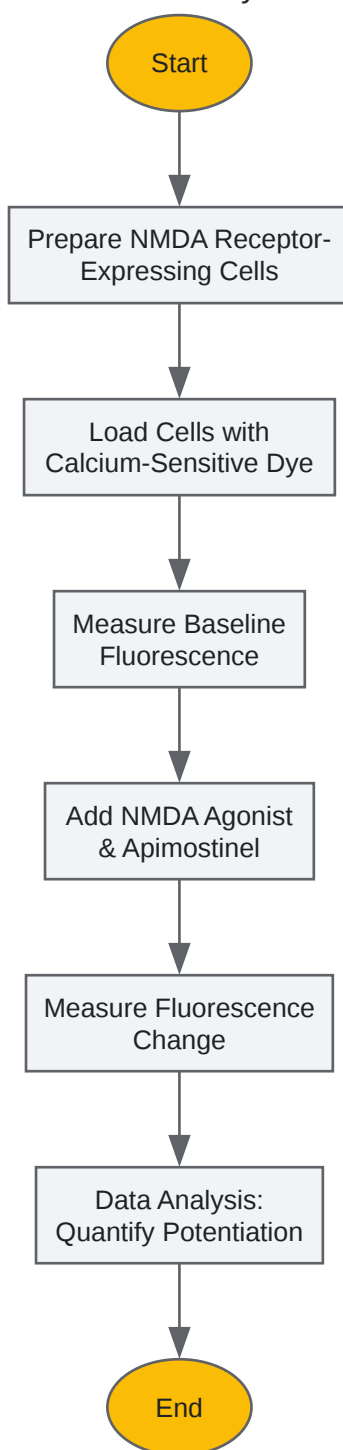 Start
Prepare NMDA Receptor-
Expressing Cells
Load Cells with
Calcium-Sensitive Dye
Measure Baseline
Fluorescence
Add NMDA Agonist
& Apimostinel
Measure Fluorescence
Change
Data Analysis:
Quantify Potentiation
End